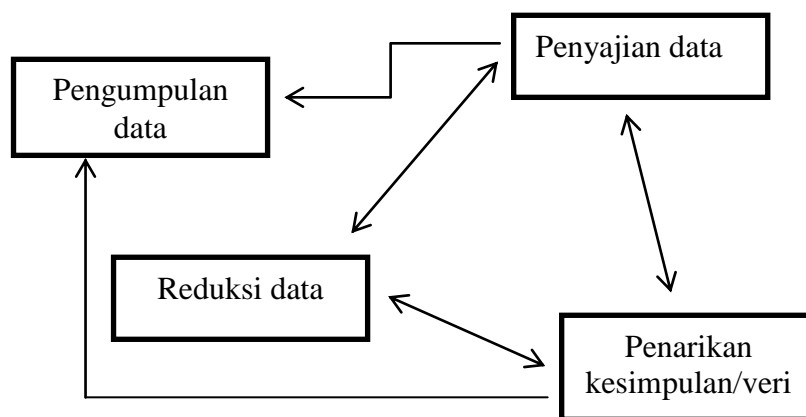 Penyajian data
Pengumpulan
data
Reduksi data
Penarikan
kesimpulan/veri